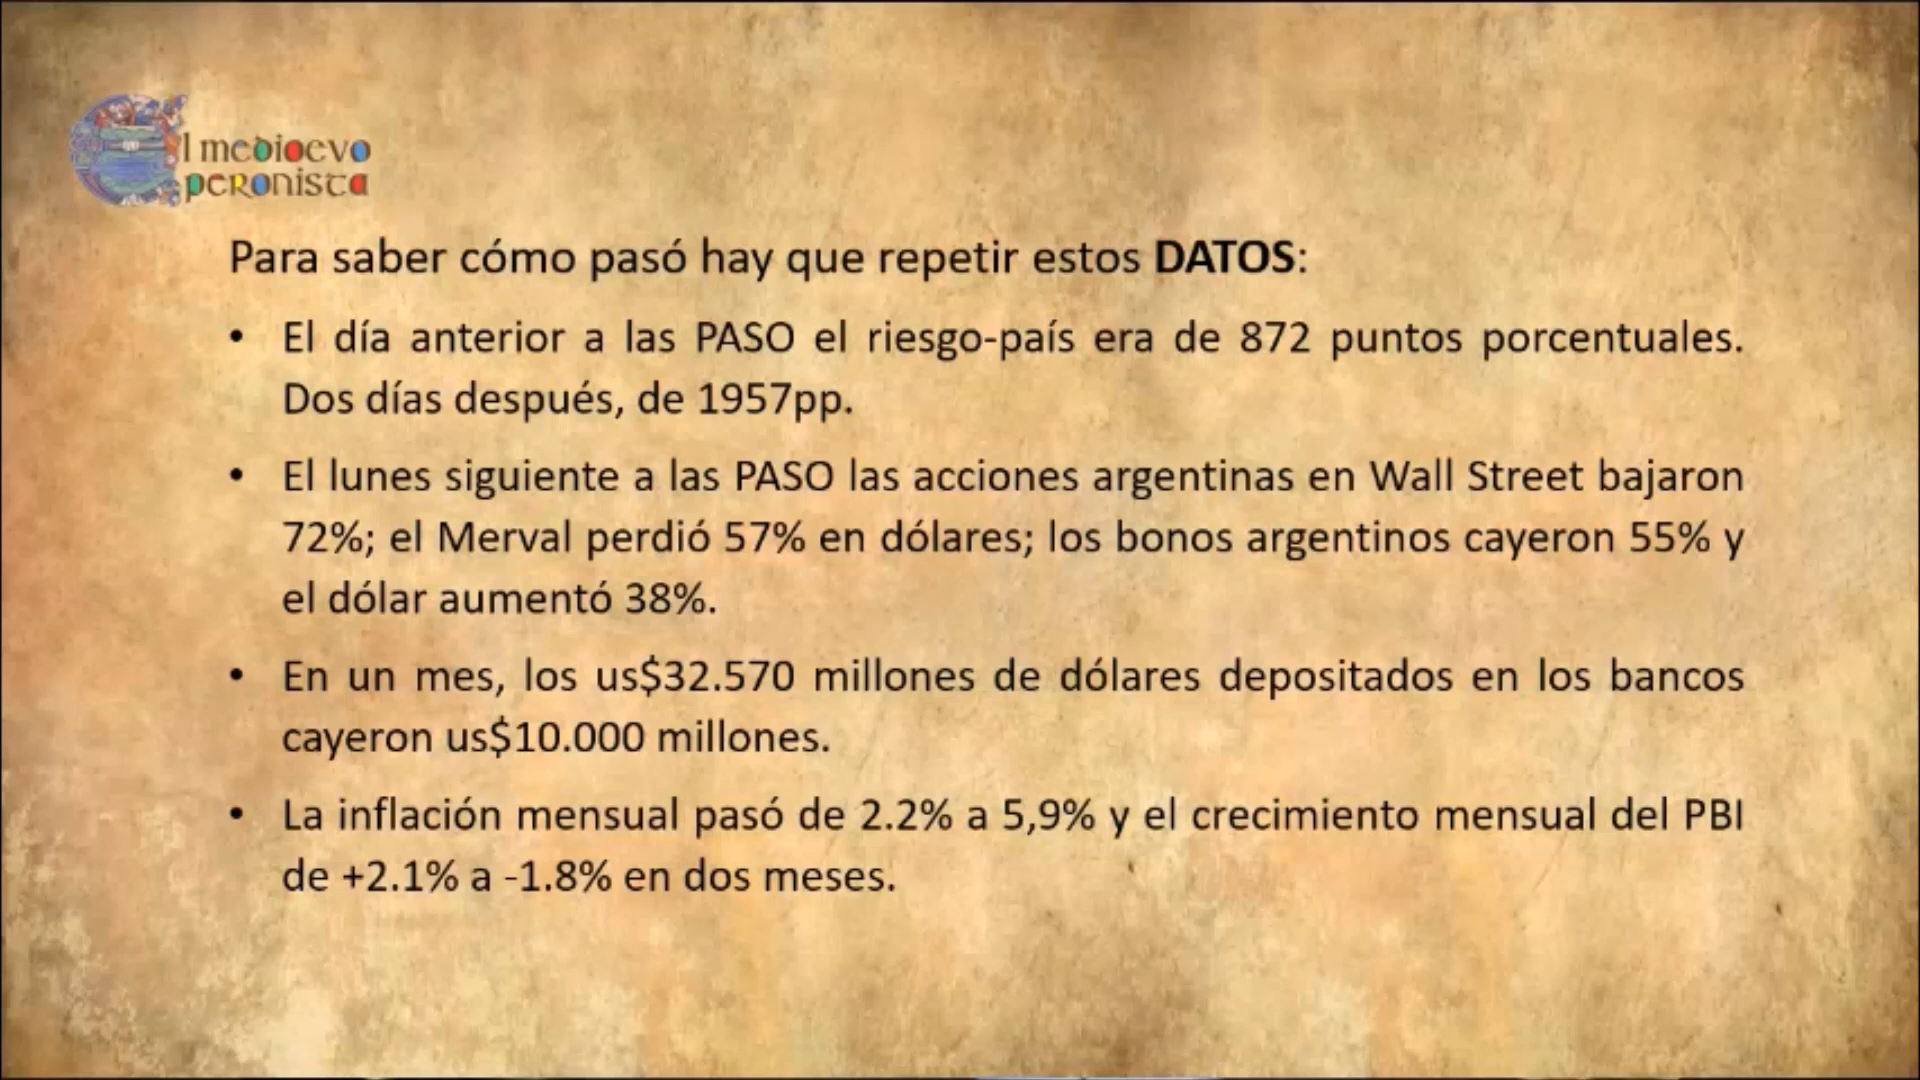 El medioevo
peronista
Para saber cómo pasó hay que repetir estos DATOS:
• El día anterior a las PASO el riesgo-país era de 872 puntos porcentuales.
Dos días después, de 1957pp.
• El lunes siguiente a las PASO las acciones argentinas en Wall Street bajaron
72%; el Merval perdió 57% en dólares; los bonos argentinos cayeron 55% y
el dólar aumentó 38%.
• En un mes, los us$32.570 millones de dólares depositados en los bancos
cayeron us$10.000 millones.
• La inflación mensual pasó de 2.2% a 5,9% y el crecimiento mensual del PBI
de +2.1% a -1.8% en dos meses.